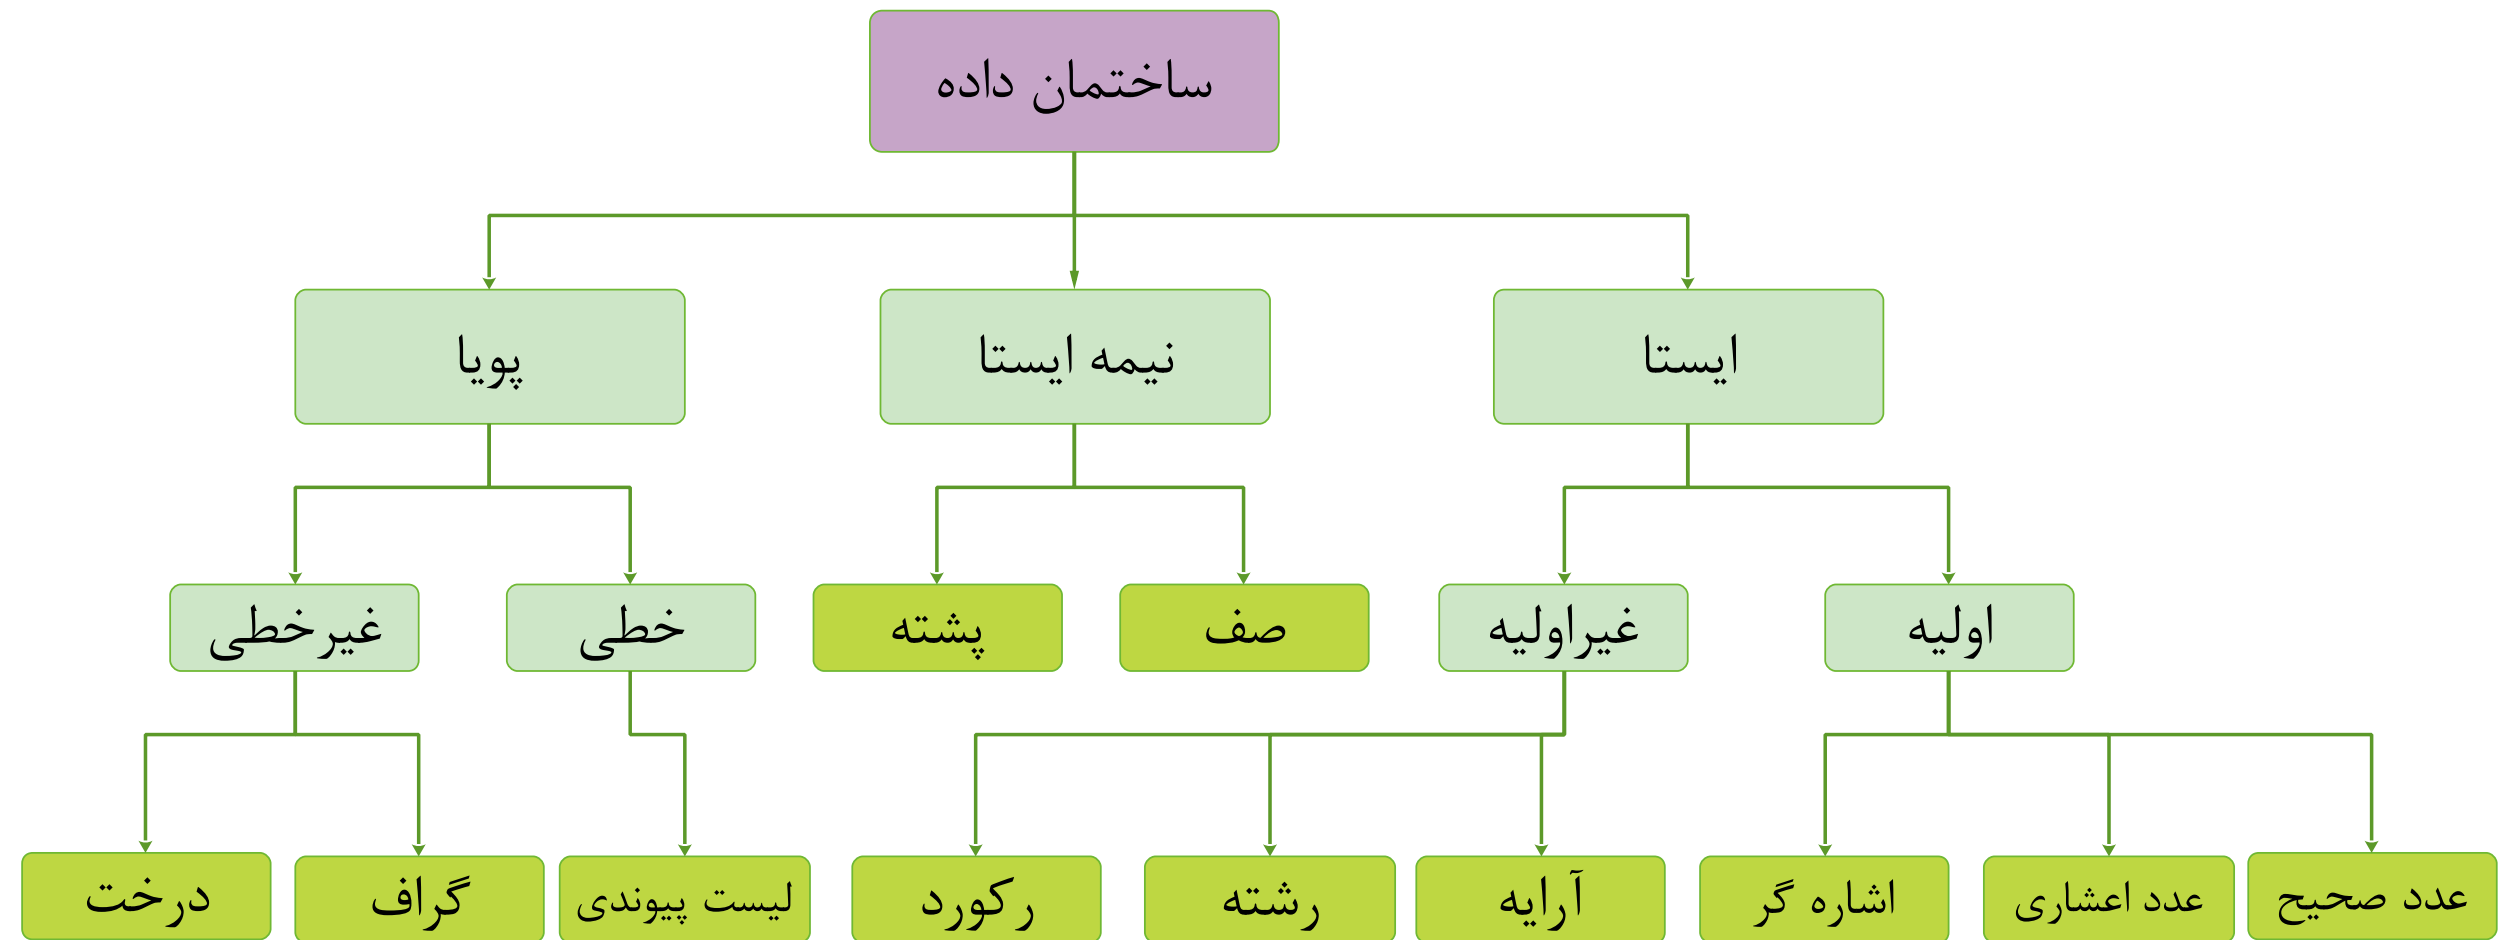 ساختمان داده
ایستا
نیمه ایستا
پویا
اولیه
غیراولیه
صف
پشته
خطی
غیرخطی
عدد صحیح
عدد اعشاری
اشاره گر
آرایه
رشته
رکورد
لیست پیوندی
گراف
درخت